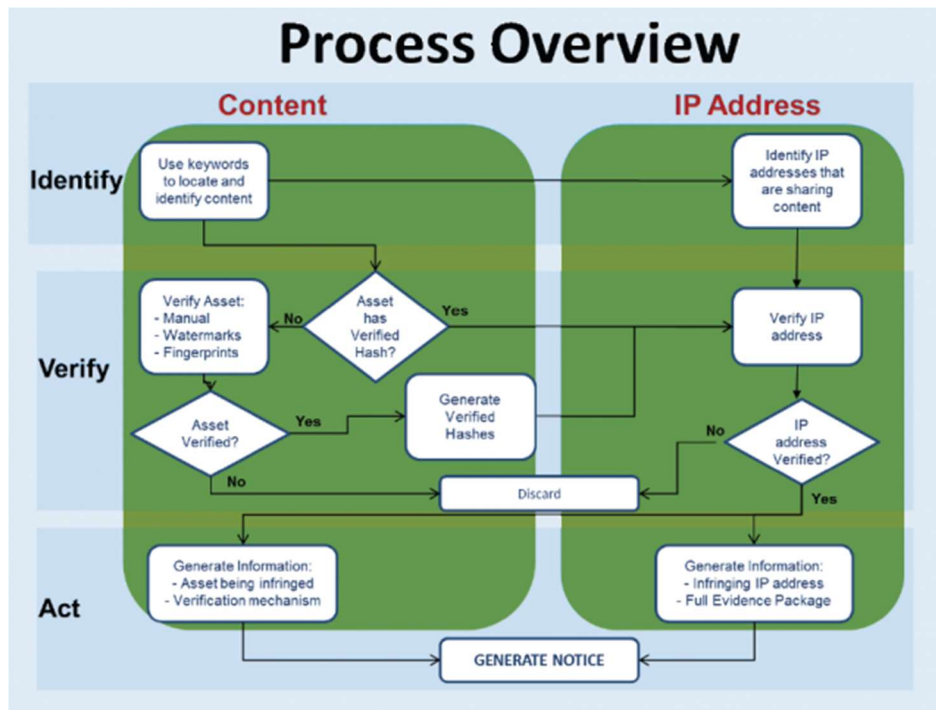 Process Overview
Content
IP Address
Identify
Use keywords
to locate and
identify content
Identify IP
addresses that
are sharing
content
Verify
Verify Asset:
- Manual
- Watermarks
- Fingerprints
No
Asset
has
Verified
Hash?
Yes
Verify IP
address
Asset
Verified?
Yes
Generate
Verified
Hashes
No
IP
address
Verified?
No
Discard
Yes
Act
Generate Information:
- Asset being infringed
- Verification mechanism
Generate Information:
- Infringing IP address
- Full Evidence Package
GENERATE NOTICE